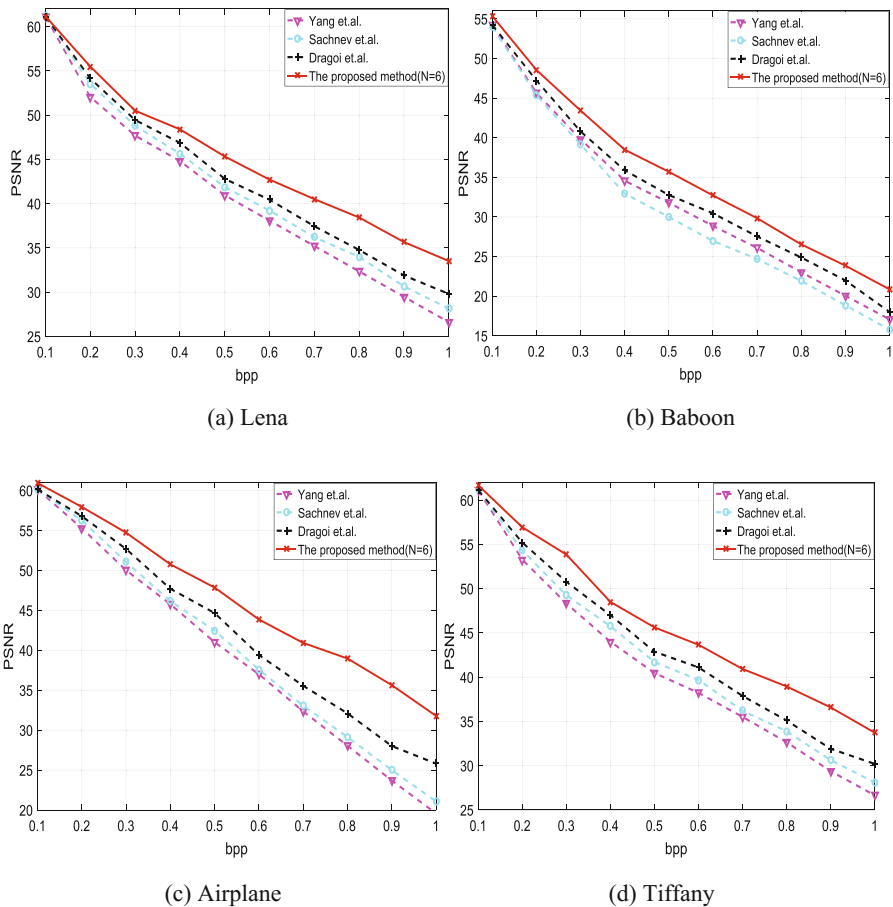 60
55
50
45
40
35
30
25
PSNR
0.1 0.2 0.3 0.4 0.5 0.6 0.7 0.8 0.9 1
bpp
Yang et.al.
Sachnev et.al.
Dragoi et.al.
The proposed method(N=6)
(a) Lena
55
50
45
40
35
30
25
20
15
PSNR
0.1 0.2 0.3 0.4 0.5 0.6 0.7 0.8 0.9 1
bpp
Yang et.al.
Sachnev et.al.
Dragoi et.al.
The proposed method(N=6)
(b) Baboon
60
55
50
45
40
35
30
25
20
PSNR
0.1 0.2 0.3 0.4 0.5 0.6 0.7 0.8 0.9 1
bpp
Yang et.al.
Sachnev et.al.
Dragoi et.al.
The proposed method(N=6)
(c) Airplane
60
55
50
45
40
35
30
25
PSNR
0.1 0.2 0.3 0.4 0.5 0.6 0.7 0.8 0.9 1
bpp
Yang et.al.
Sachnev et.al.
Dragoi et.al.
The proposed method(N=6)
(d) Tiffany